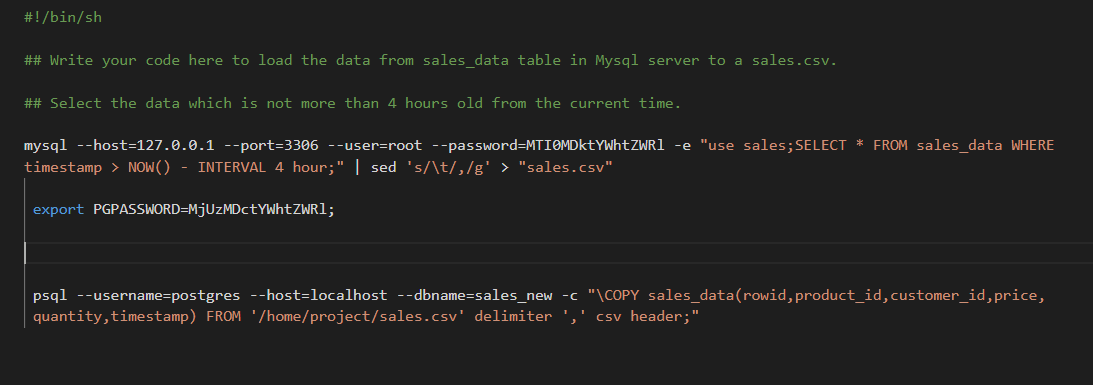 #!/bin/sh
## Write your code here to load the data from sales_data table in Mysql server to a sales.csv.
## Select the data which is not more than 4 hours old from the current time.
mysql --host=127.0.0.1 --port=3306 --user=root --password=MTI0MDktYWhtZWRl -e "use sales;SELECT * FROM sales_data WHERE
timestamp > NOW() - INTERVAL 4 hour;" | sed 's/\t/,/g' > "sales.csv"
export PGPASSWORD=MjUzMDctYWhtZWRl;
psql --username=postgres --host=localhost --dbname=sales_new -c "\COPY sales_data(rowid,product_id,customer_id,price,
quantity,timestamp) FROM '/home/project/sales.csv' delimiter ',' csv header;"